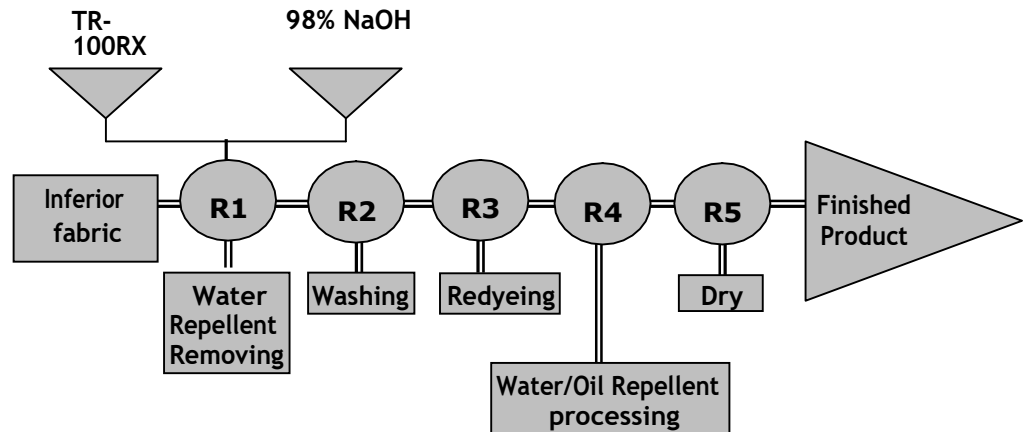 TR-
100RX
98% NaOH
Inferior
fabric
R1
R2
R3
R4
R5
Finished
Product
Water
Repellent
Removing
Washing
Redyeing
Dry
Water/Oil Repellent
processing